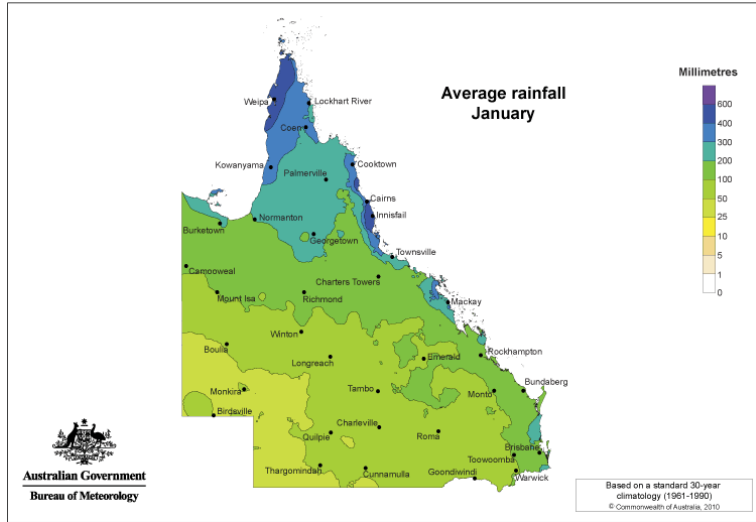 Average rainfall
January
Millimetres
600
400
300
200
100
50
25
10
5
1
0
Weipa
Lockhart River
Coen
Kowanyama
Cooktown
Palmerville
Cairns
Innisfail
Normanton
Burketown
Georgetown
Townsville
Camooweal
Charters Towers
Mount Isa
Richmond
Mackay
Winton
Boulia
Longreach
Emerald
Rockhampton
Monkira
Tambo
Monto
Bundaberg
Birdsville
Charleville
Quilpie
Roma
Brisbane
Toowoomba
Thargomindah
Cunnamulla
Goondiwindi
Warwick
Australian Government
Bureau of Meteorology
Based on a standard 30-year
climatology (1961-1990)
© Commonwealth of Australia, 2010